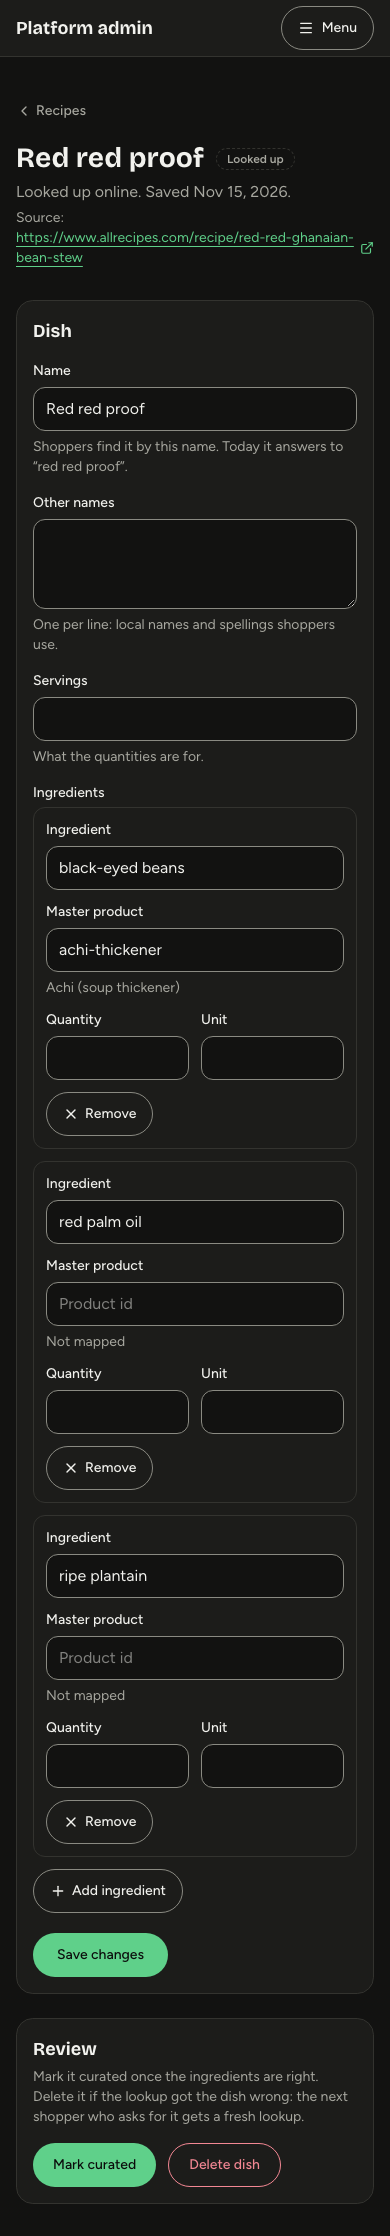 Platform admin
Menu
Recipes
Red red proof
Looked up
Looked up online. Saved Nov 15, 2026.
Source:
https://www.allrecipes.com/recipe/red-red-ghanaian-
bean-stew
Dish
Name
Red red proof
Shoppers find it by this name. Today it answers to
“red red proof”.
Other names
One per line: local names and spellings shoppers
use.
Servings
What the quantities are for.
Ingredients
Ingredient
black-eyed beans
Master product
achi-thickener
Achi (soup thickener)
Quantity
Unit
Remove
Ingredient
red palm oil
Master product
Product id
Not mapped
Quantity
Unit
Remove
Ingredient
ripe plantain
Master product
Product id
Not mapped
Quantity
Unit
Remove
Add ingredient
Save changes
Review
Mark it curated once the ingredients are right.
Delete it if the lookup got the dish wrong: the next
shopper who asks for it gets a fresh lookup.
Mark curated
Delete dish